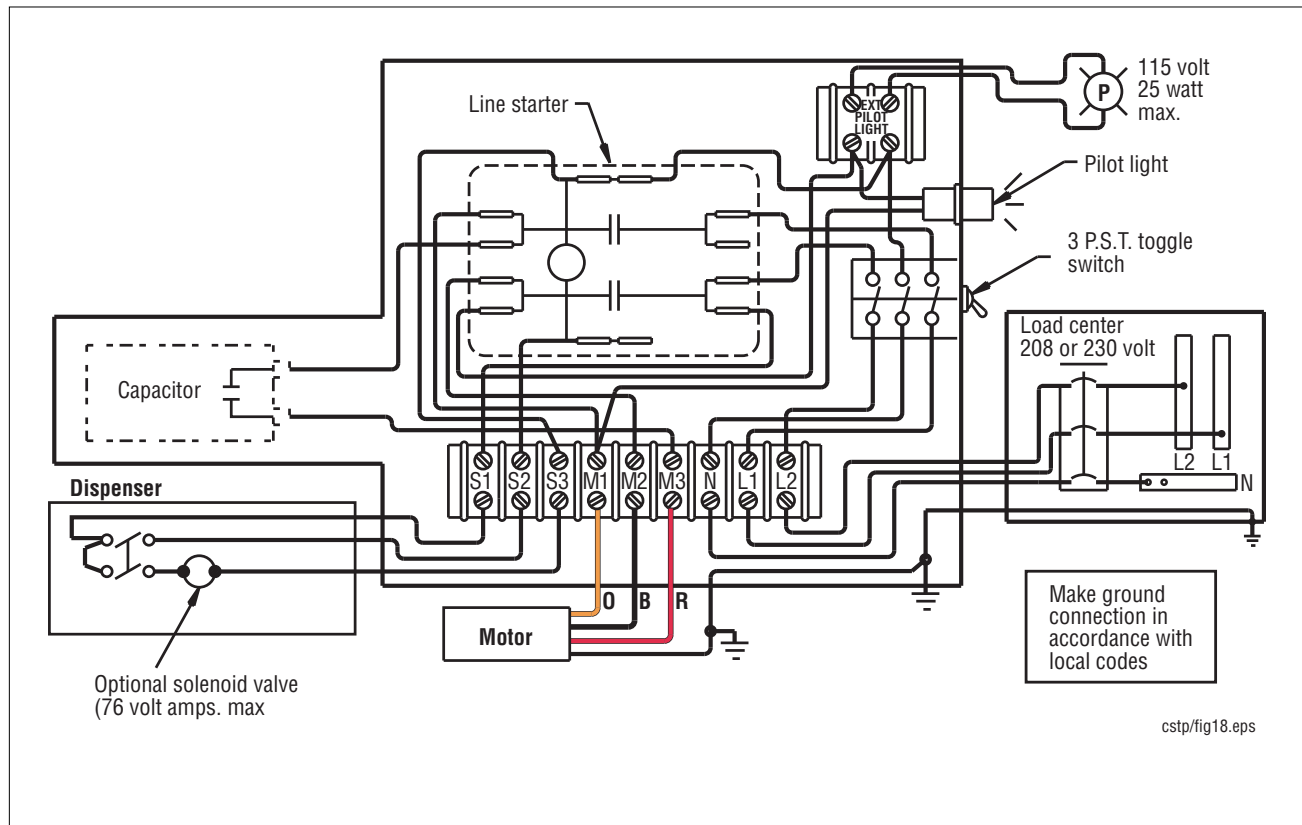 Line starter
EXT.
PILOT
LIGHT
P
115 volt
25 watt
max.
Pilot light
3 P.S.T. toggle
switch
Load center
208 or 230 volt
L2 L1
N
Capacitor
S1 S2 S3 M1 M2 M3 N L1 L2
Dispenser
O B R
Motor
Optional solenoid valve
(76 volt amps. max
Make ground
connection in
accordance with
local codes
cstp/fig18.eps